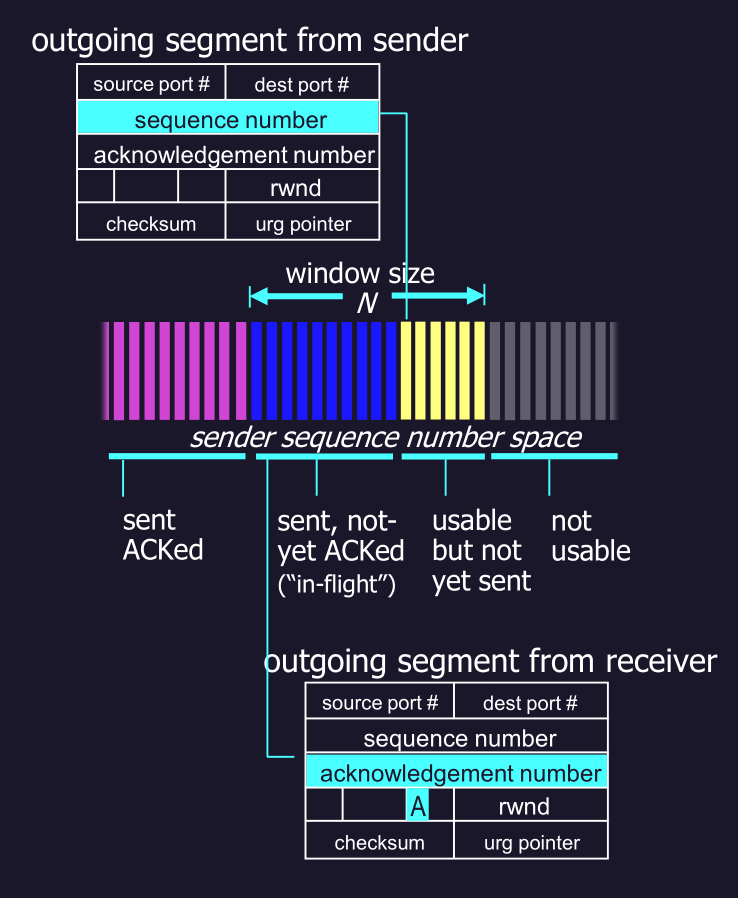 outgoing segment from sender
source port #
dest port #
sequence number
acknowledgement number
rwnd
checksum
urg pointer
window size
N
sender sequence number space
sent
ACKed
sent, not-
yet ACKed
(“in-flight”)
usable
but not
yet sent
not
usable
outgoing segment from receiver
source port #
dest port #
sequence number
acknowledgement number
A
rwnd
checksum
urg pointer